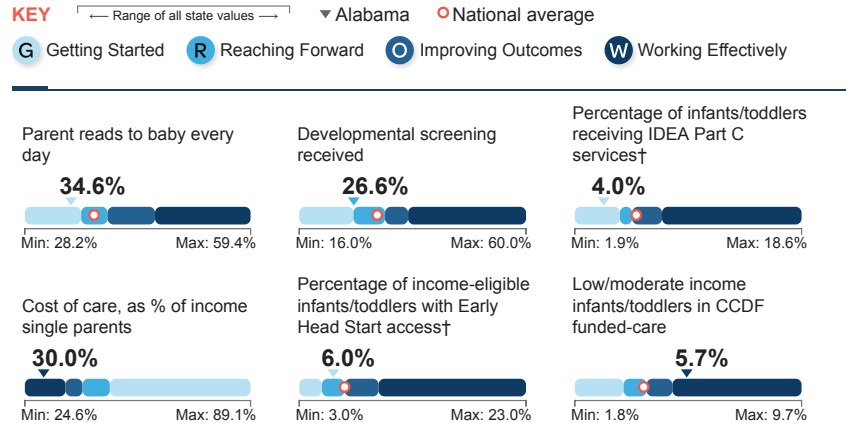 KEY
Range of all state values
Alabama
National average
G Getting Started
R Reaching Forward
O Improving Outcomes
W Working Effectively
Parent reads to baby every
day
34.6%
Min: 28.2% Max: 59.4%
Developmental screening
received
26.6%
Min: 16.0% Max: 60.0%
Percentage of infants/toddlers
receiving IDEA Part C
services†
4.0%
Min: 1.9% Max: 18.6%
Cost of care, as % of income
single parents
30.0%
Min: 24.6% Max: 89.1%
Percentage of income-eligible
infants/toddlers with Early
Head Start access†
6.0%
Min: 3.0% Max: 23.0%
Low/moderate income
infants/toddlers in CCDF
funded-care
5.7%
Min: 1.8% Max: 9.7%